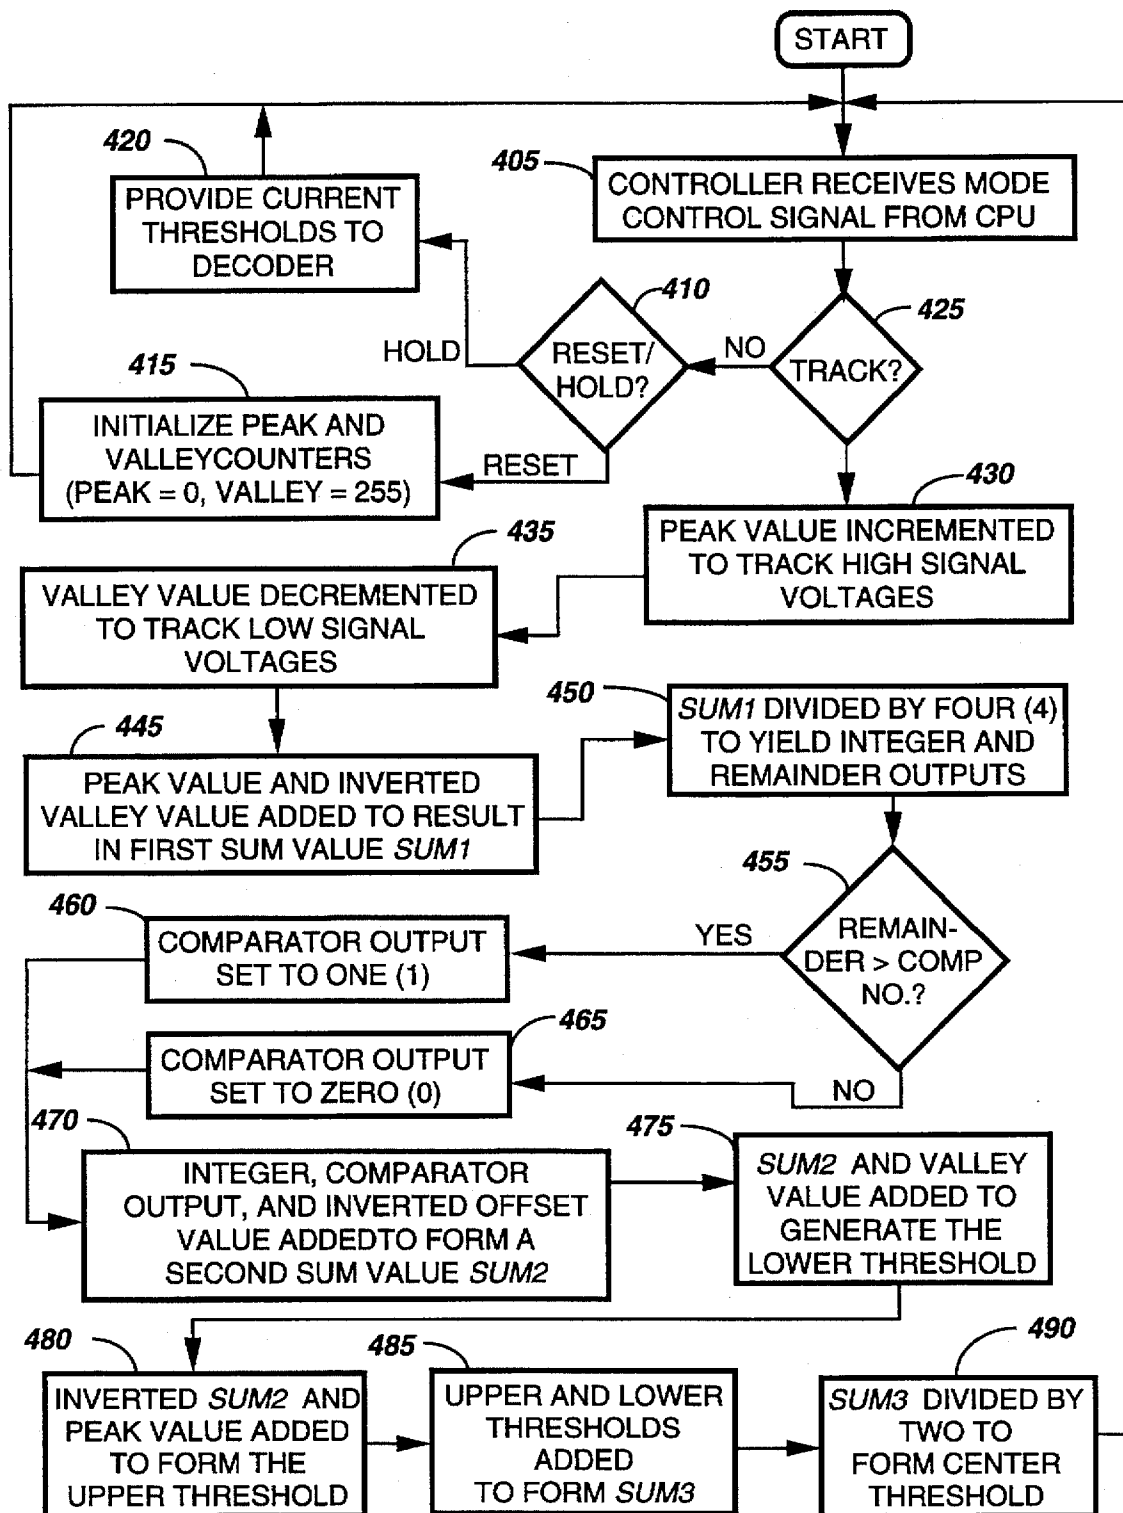 START
420
405
PROVIDE CURRENT
THRESHOLDS TO
DECODER
CONTROLLER RECEIVES MODE
CONTROL SIGNAL FROM CPU
410
425
HOLD
RESET/
HOLD?
NO
TRACK?
415
INITIALIZE PEAK AND
VALLEYCOUNTERS
(PEAK = 0, VALLEY = 255)
RESET
430
PEAK VALUE INCREMENTED
TO TRACK HIGH SIGNAL
VOLTAGES
435
VALLEY VALUE DECREMENTED
TO TRACK LOW SIGNAL
VOLTAGES
445
PEAK VALUE AND INVERTED
VALLEY VALUE ADDED TO RESULT
IN FIRST SUM VALUE SUM1
450
SUM1 DIVIDED BY FOUR (4)
TO YIELD INTEGER AND
REMAINDER OUTPUTS
455
REMAIN-
DER > COMP
NO.?
YES
460
COMPARATOR OUTPUT
SET TO ONE (1)
465
COMPARATOR OUTPUT
SET TO ZERO (0)
NO
470
INTEGER, COMPARATOR
OUTPUT, AND INVERTED OFFSET
VALUE ADDEDTO FORM A
SECOND SUM VALUE SUM2
475
SUM2 AND VALLEY
VALUE ADDED TO
GENERATE THE
LOWER THRESHOLD
480
INVERTED SUM2 AND
PEAK VALUE ADDED
TO FORM THE
UPPER THRESHOLD
485
UPPER AND LOWER
THRESHOLDS
ADDED
TO FORM SUM3
490
SUM3 DIVIDED BY
TWO TO
FORM CENTER
THRESHOLD